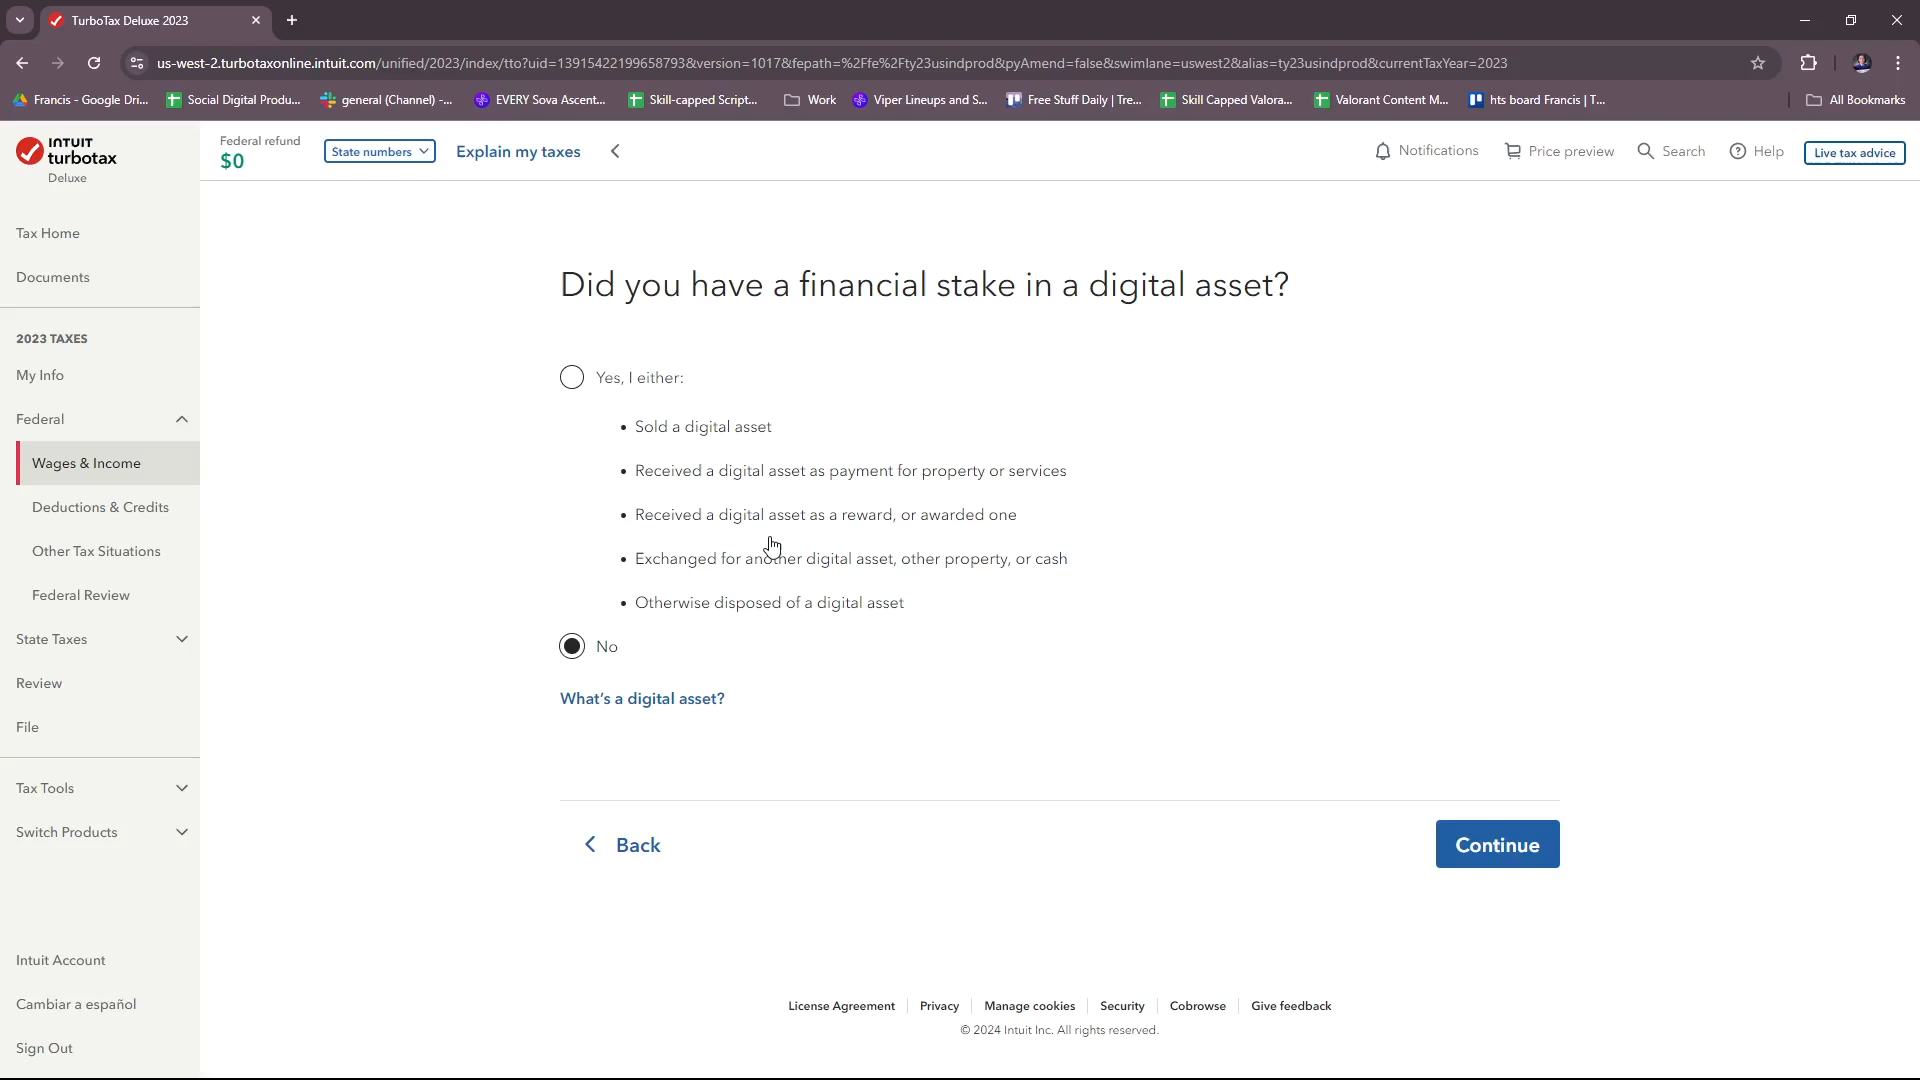 TurboTax Deluxe 2023
us-west-2.turbotaxonline.intuit.com/unified/2023/index/tto?uid=13915422199658793&version=1017&fepath=%2Ffe%2Fty23usindprod&pyAmend=false&swimlane=uswest2&alias=ty23usindprod&currentTaxYear=2023
Francis - Google Dri...
Social Digital Produ...
general (Channel) -...
EVERY Sova Ascent...
Skill-capped Script...
Work
Viper Lineups and S...
Free Stuff Daily | Tre...
Skill Capped Valora...
Valorant Content M...
hts board Francis | T...
All Bookmarks
INTUIT
turbotax
Deluxe
Federal refund
$0
State numbers
Explain my taxes
Notifications
Price preview
Search
Help
Live tax advice
Tax Home
Documents
2023 TAXES
My Info
Federal
Wages & Income
Deductions & Credits
Other Tax Situations
Federal Review
State Taxes
Review
File
Tax Tools
Switch Products
Intuit Account
Cambiar a español
Sign Out
Did you have a financial stake in a digital asset?
Yes, I either:
• Sold a digital asset
• Received a digital asset as payment for property or services
• Received a digital asset as a reward, or awarded one
• Exchanged for another digital asset, other property, or cash
• Otherwise disposed of a digital asset
No
What's a digital asset?
Back
Continue
License Agreement
Privacy
Manage cookies
Security
Cobrowse
Give feedback
© 2024 Intuit Inc. All rights reserved.